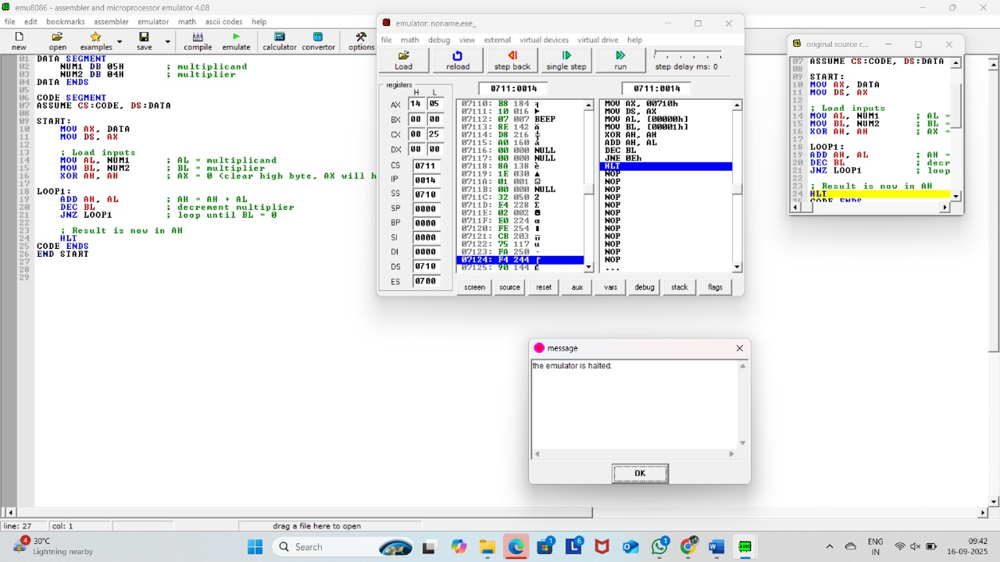 emu8086 - assembler and microprocessor emulator 4.08
file edit bookmarks assembler emulator math ascii codes help
new open examples save compile emulate calculator convertor options
01 DATA SEGMENT
02 NUM1 DB 05H ; multiplicand
03 NUM2 DB 04H ; multiplier
04 DATA ENDS
05
06 CODE SEGMENT
07 ASSUME CS:CODE, DS:DATA
08
09 START:
10 MOV AX, DATA
11 MOV DS, AX
12
13 ; Load inputs
14 MOV AL, NUM1 ; AL = multiplicand
15 MOV BL, NUM2 ; BL = multiplier
16 XOR AH, AH ; AX = 0 (clear high byte, AX will h
17
18 LOOP1:
19 ADD AH, AL ; AH = AH + AL
20 DEC BL ; decrement multiplier
21 JNZ LOOP1 ; loop until BL = 0
22
23 ; Result is now in AH
24 HLT
25 CODE ENDS
26 END START
27
28
29
line: 27 col: 1 drag a file here to open
emulator: noname.exe_
file math debug view external virtual devices virtual drive help
Load reload step back single step run step delay ms: 0
registers
H L
AX 14 05
BX 00 00
CX 00 25
DX 00 00
CS 0711
IP 0014
SS 0710
SP 0000
BP 0000
SI 0000
DI 0000
DS 0710
ES 0700
0711:0014 0711:0014
07110: B8 184 ╕
07111: 10 016 ►
07112: 07 007 BEEP
07113: 8E 142 Ä
07114: D8 216 ╪
07115: A0 160 á
07116: 00 000 NULL
07117: 00 000 NULL
07118: 8A 138 è
07119: 1E 030 ▲
0711A: 01 001 ☺
0711B: 00 000 NULL
0711C: 32 050 2
0711D: E4 228 Σ
0711E: 02 002 ☻
0711F: E0 224 α
07120: FE 254 ■
07121: CB 203 ╦
07122: 75 117 u
07123: FA 250 ·
07124: F4 244 ⌠
07125: 90 144 É
MOV AX, 00710h
MOV DS, AX
MOV AL, [00000h]
MOV BL, [00001h]
XOR AH, AH
ADD AH, AL
DEC BL
JNE 0Eh
HLT
NOP
NOP
NOP
NOP
NOP
NOP
NOP
NOP
NOP
NOP
NOP
NOP
...
screen source reset aux vars debug stack flags
original source c...
07 ASSUME CS:CODE, DS:DATA
08
09 START:
10 MOV AX, DATA
11 MOV DS, AX
12
13 ; Load inputs
14 MOV AL, NUM1 ; AL =
15 MOV BL, NUM2 ; BL =
16 XOR AH, AH ; AX =
17
18 LOOP1:
19 ADD AH, AL ; AH =
20 DEC BL ; decr
21 JNZ LOOP1 ; loop
22
23 ; Result is now in AH
24 HLT
25 CODE ENDS
message
the emulator is halted.
OK
4
30°C
Lightning nearby
Search
1
6
1
ENG
IN
09:42
16-09-2025